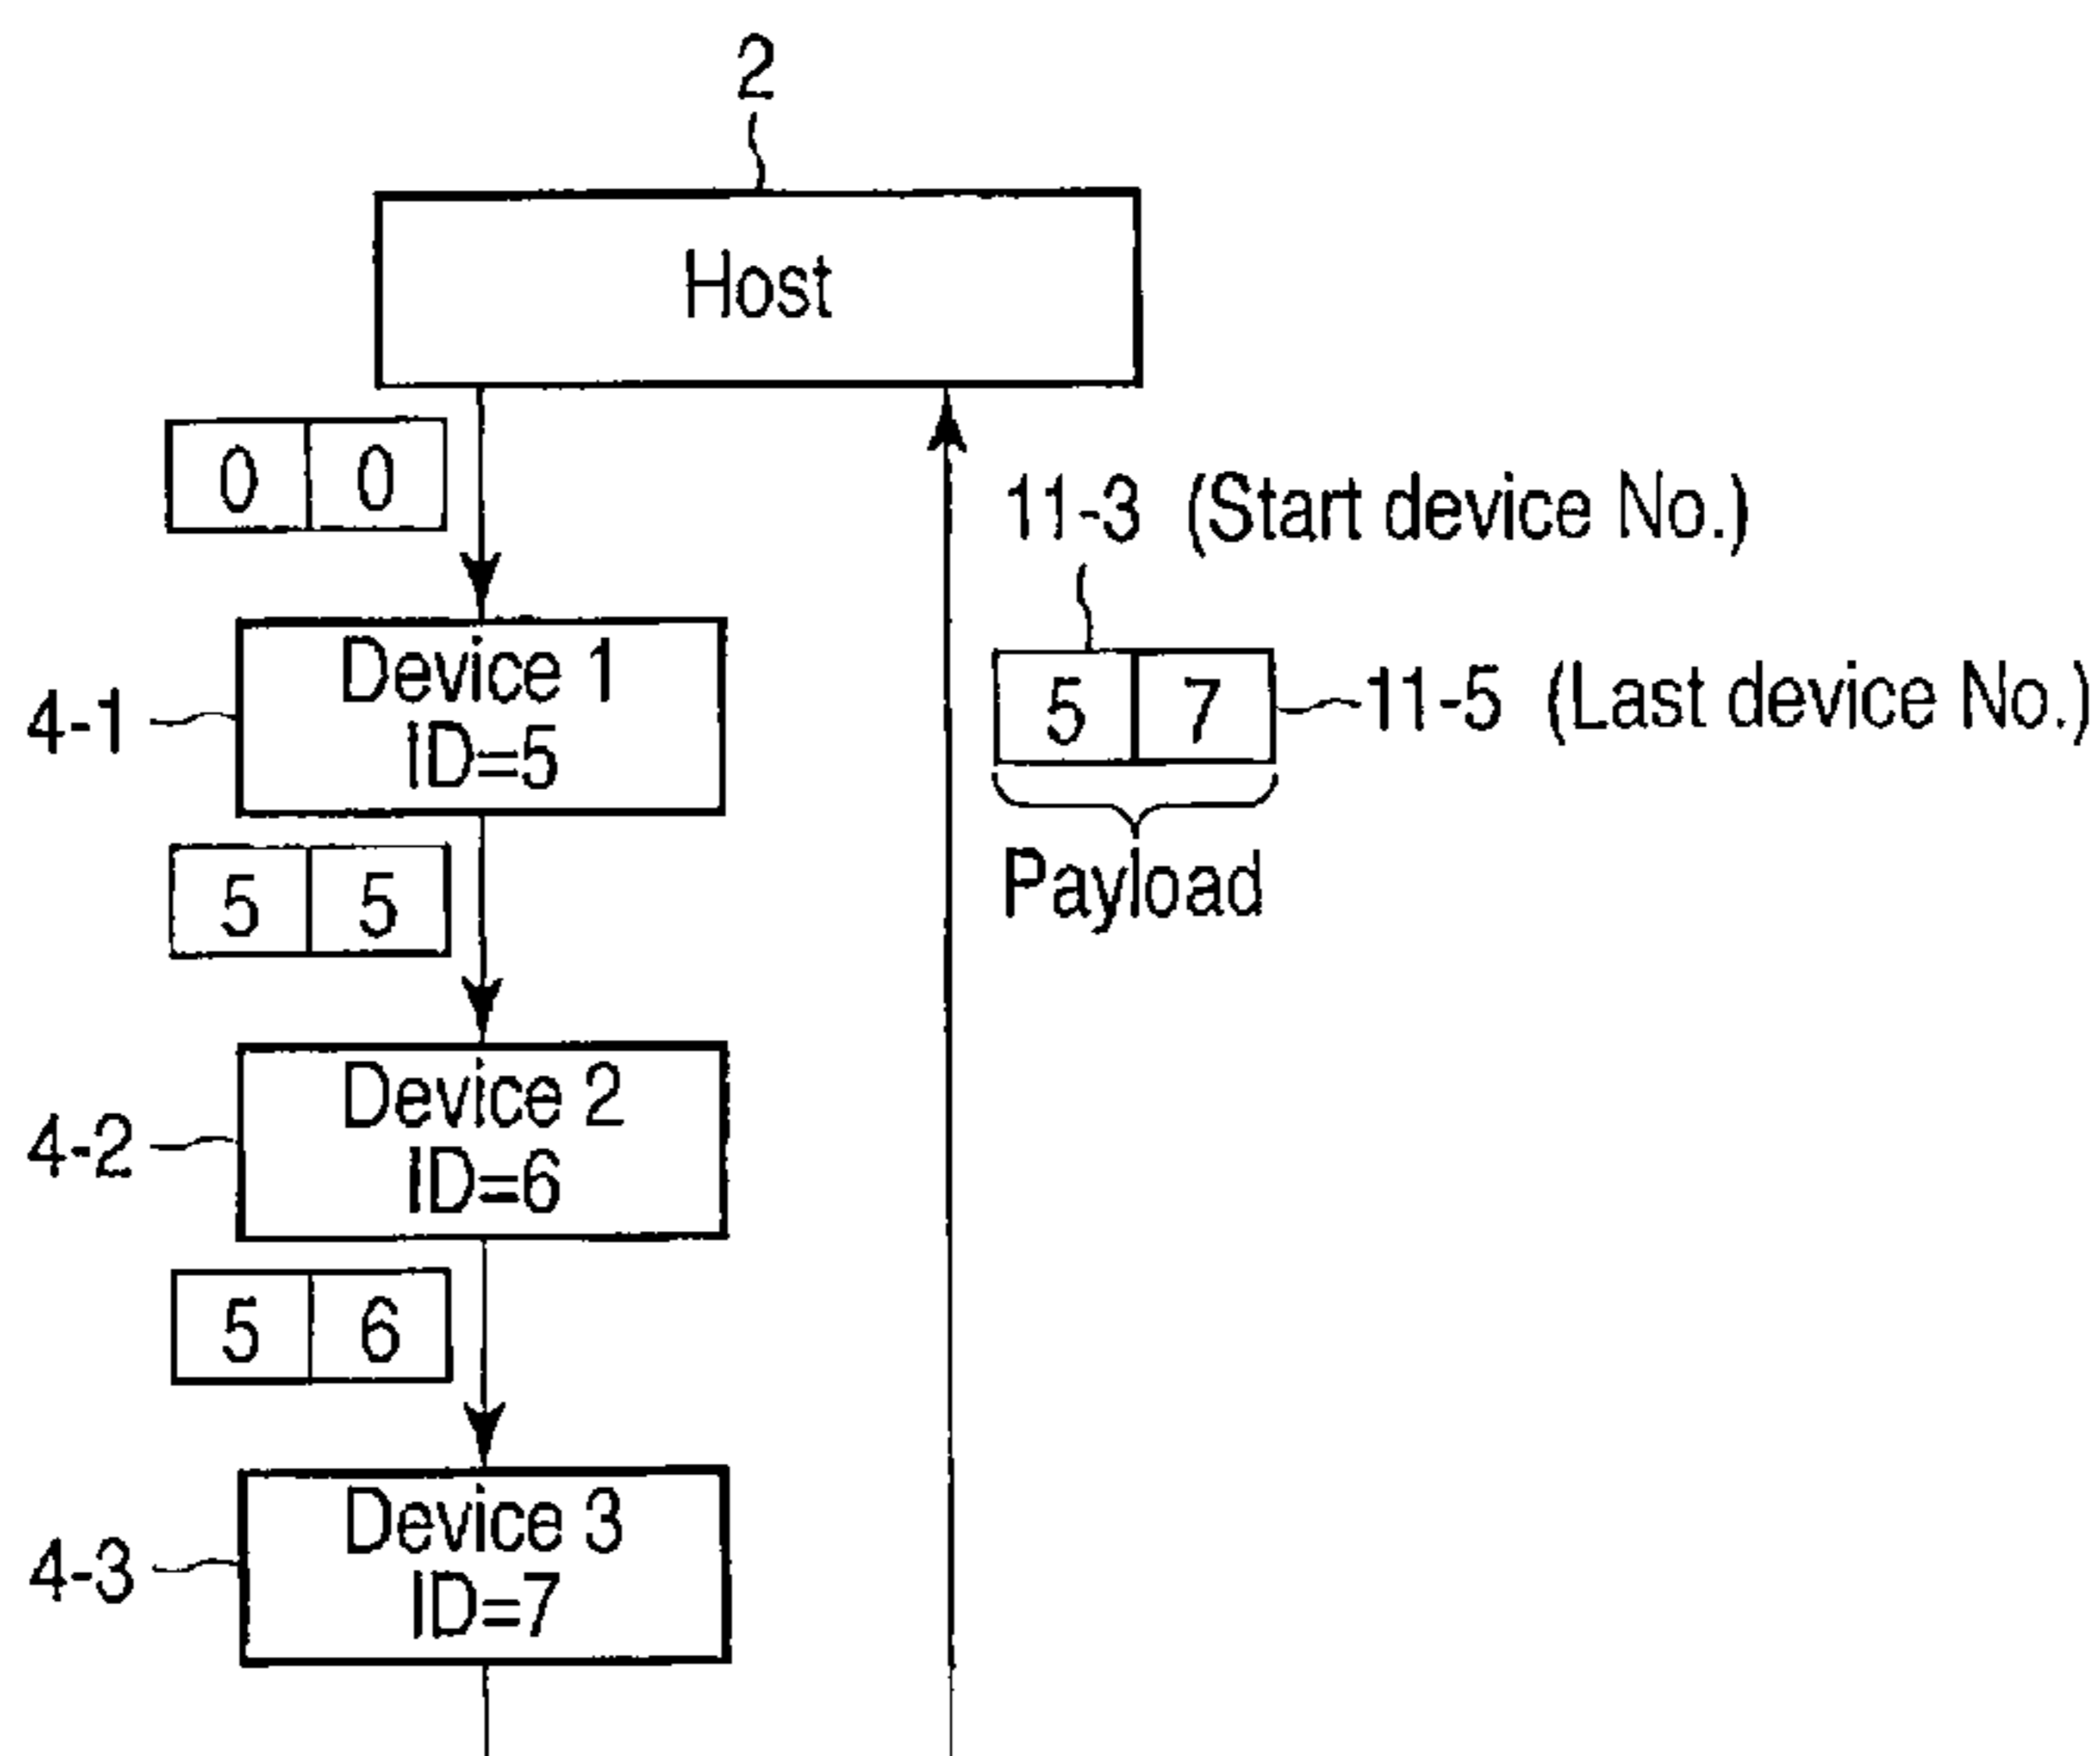 2
Host
0 0
11-3 (Start device No.)
Device 1
ID=5
4-1
5 7
11-5 (Last device No.)
Payload
5 5
Device 2
ID=6
4-2
5 6
Device 3
ID=7
4-3